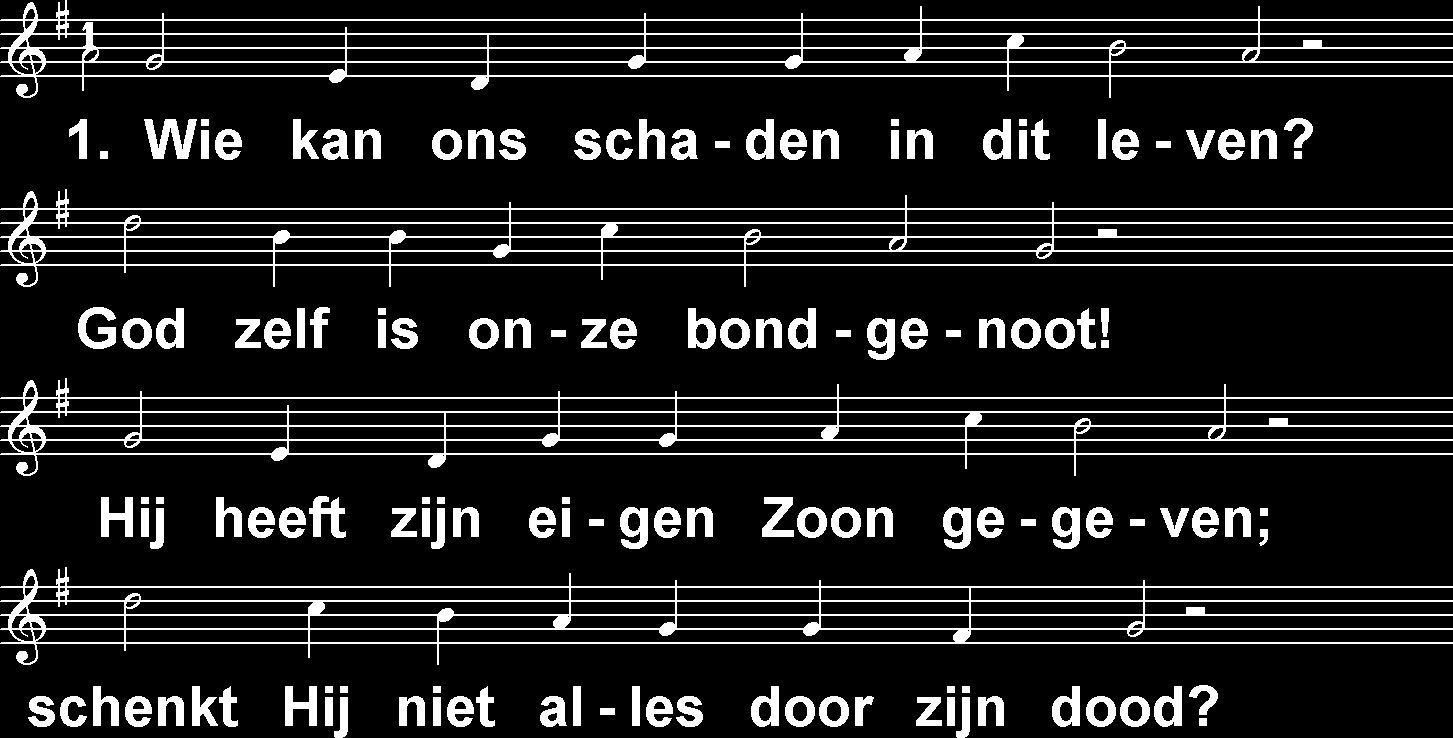 1
1. Wie kan ons scha - den in dit le - ven?
God zelf is on - ze bond - ge - noot!
Hij heeft zijn ei - gen Zoon ge - ge - ven;
schenkt Hij niet al - les door zijn dood?